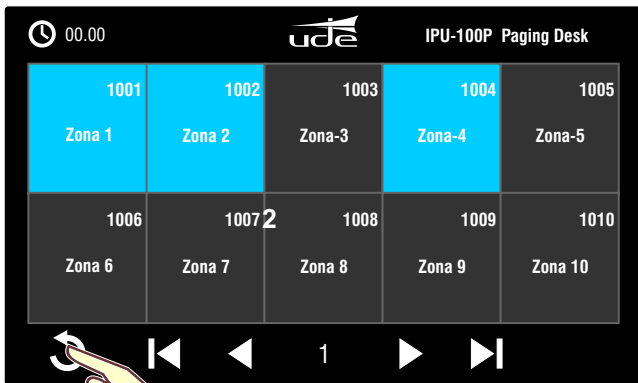 00.00 ude IPU-100P Paging Desk
1001 1002 1003 1004 1005
Zona 1 Zona 2 Zona-3 Zona-4 Zona-5
1006 1007 2 1008 1009 1010
Zona 6 Zona 7 Zona 8 Zona 9 Zona 10
1